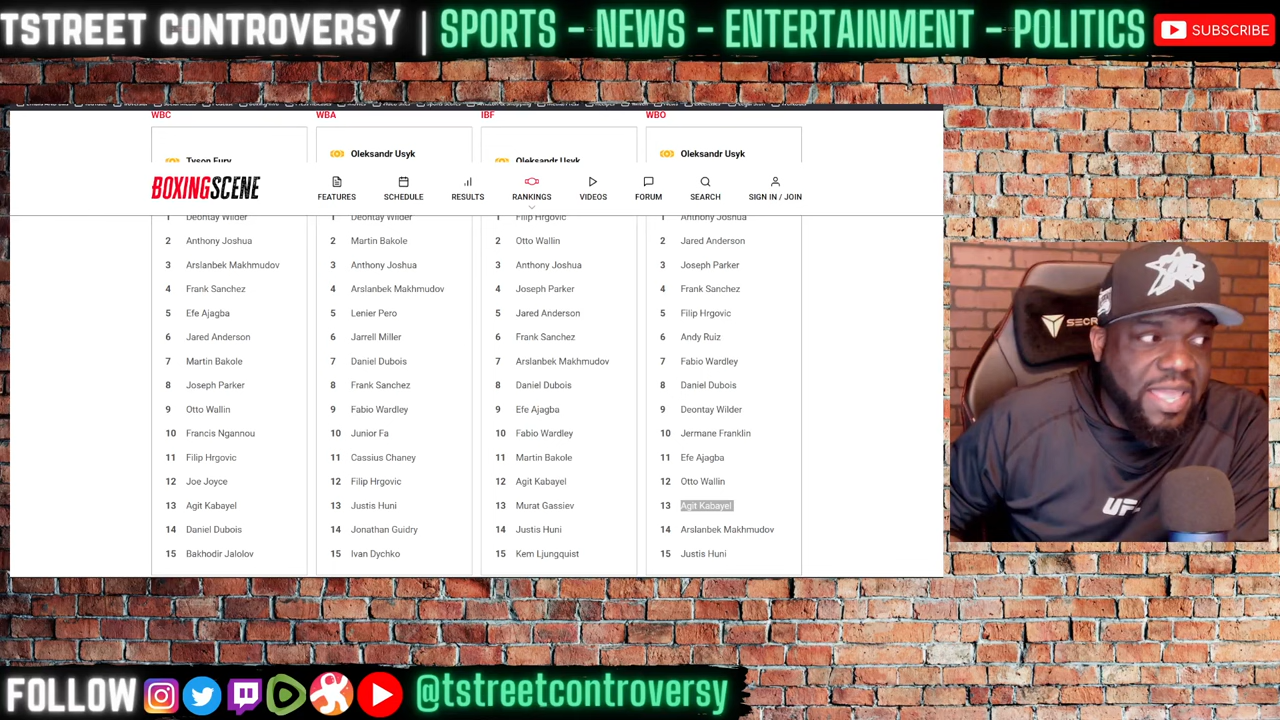 TSTREET CONTROVERSY | SPORTS - NEWS - ENTERTAINMENT - POLITICS
SUBSCRIBE
WBC WBA IBF WBO
Tyson Fury Oleksandr Usyk Oleksandr Usyk Oleksandr Usyk
BOXINGSCENE
FEATURES SCHEDULE RESULTS RANKINGS VIDEOS FORUM SEARCH SIGN IN / JOIN
1 Deontay Wilder 1 Deontay Wilder 1 Filip Hrgovic 1 Anthony Joshua
2 Anthony Joshua 2 Martin Bakole 2 Otto Wallin 2 Jared Anderson
3 Arslanbek Makhmudov 3 Anthony Joshua 3 Anthony Joshua 3 Joseph Parker
4 Frank Sanchez 4 Arslanbek Makhmudov 4 Joseph Parker 4 Frank Sanchez
5 Efe Ajagba 5 Lenier Pero 5 Jared Anderson 5 Filip Hrgovic
6 Jared Anderson 6 Jarrell Miller 6 Frank Sanchez 6 Andy Ruiz
7 Martin Bakole 7 Daniel Dubois 7 Arslanbek Makhmudov 7 Fabio Wardley
8 Joseph Parker 8 Frank Sanchez 8 Daniel Dubois 8 Daniel Dubois
9 Otto Wallin 9 Fabio Wardley 9 Efe Ajagba 9 Deontay Wilder
10 Francis Ngannou 10 Junior Fa 10 Fabio Wardley 10 Jermane Franklin
11 Filip Hrgovic 11 Cassius Chaney 11 Martin Bakole 11 Efe Ajagba
12 Joe Joyce 12 Filip Hrgovic 12 Agit Kabayel 12 Otto Wallin
13 Agit Kabayel 13 Justis Huni 13 Murat Gassiev 13 Agit Kabayel
14 Daniel Dubois 14 Jonathan Guidry 14 Justis Huni 14 Arslanbek Makhmudov
15 Bakhodir Jalolov 15 Ivan Dychko 15 Kem Ljungquist 15 Justis Huni
SECR
UF
FOLLOW @tstreetcontroversy